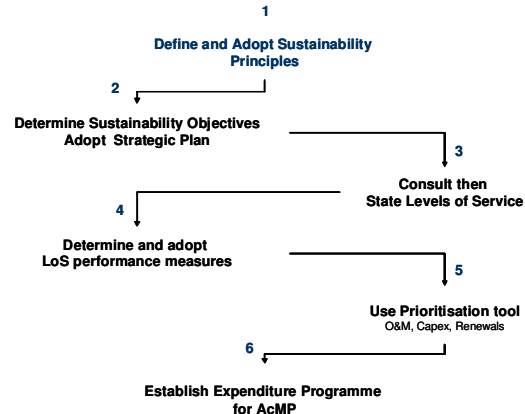 1
Define and Adopt Sustainability
Principles
2
Determine Sustainability Objectives
Adopt Strategic Plan
3
Consult then
State Levels of Service
4
Determine and adopt
LoS performance measures
5
Use Prioritisation tool
O&M, Capex, Renewals
6
Establish Expenditure Programme
for AcMP